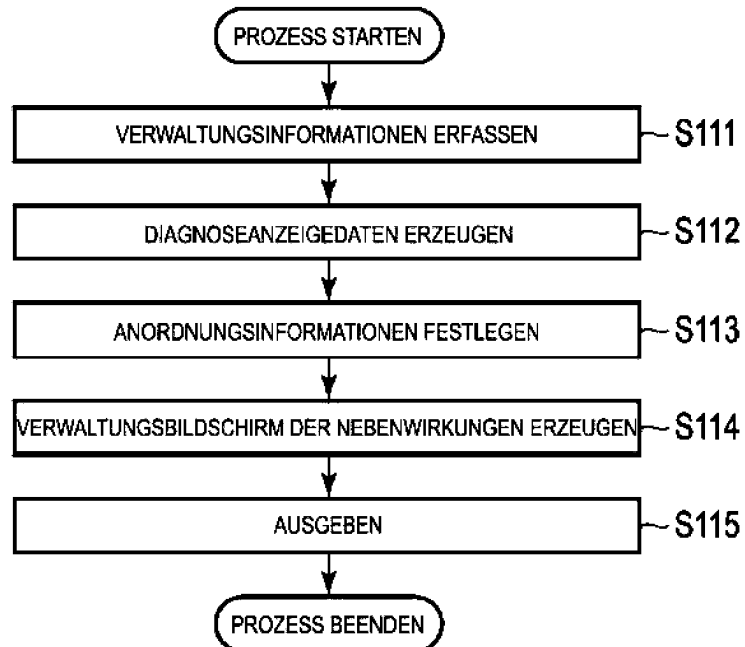 PROZESS STARTEN
VERWALTUNGSINFORMATIONEN ERFASSEN S111
DIAGNOSEANZEIGEDATEN ERZEUGEN S112
ANORDNUNGSINFORMATIONEN FESTLEGEN S113
VERWALTUNGSBILDSCHIRM DER NEBENWIRKUNGEN ERZEUGEN S114
AUSGEBEN S115
PROZESS BEENDEN